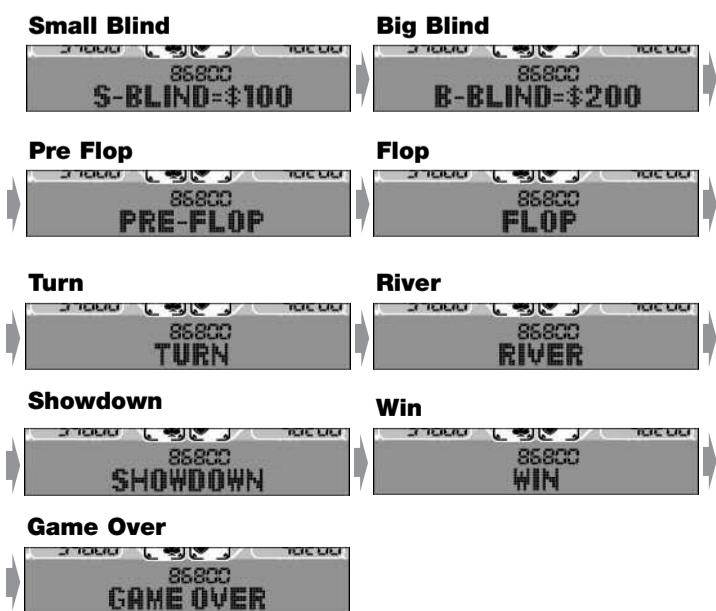 Small Blind
86800
S-BLIND=$100
Big Blind
86800
B-BLIND=$200
Pre Flop
86800
PRE-FLOP
Flop
86800
FLOP
Turn
86800
TURN
River
86800
RIVER
Showdown
86800
SHOWDOWN
Win
86800
WIN
Game Over
86800
GAME OVER